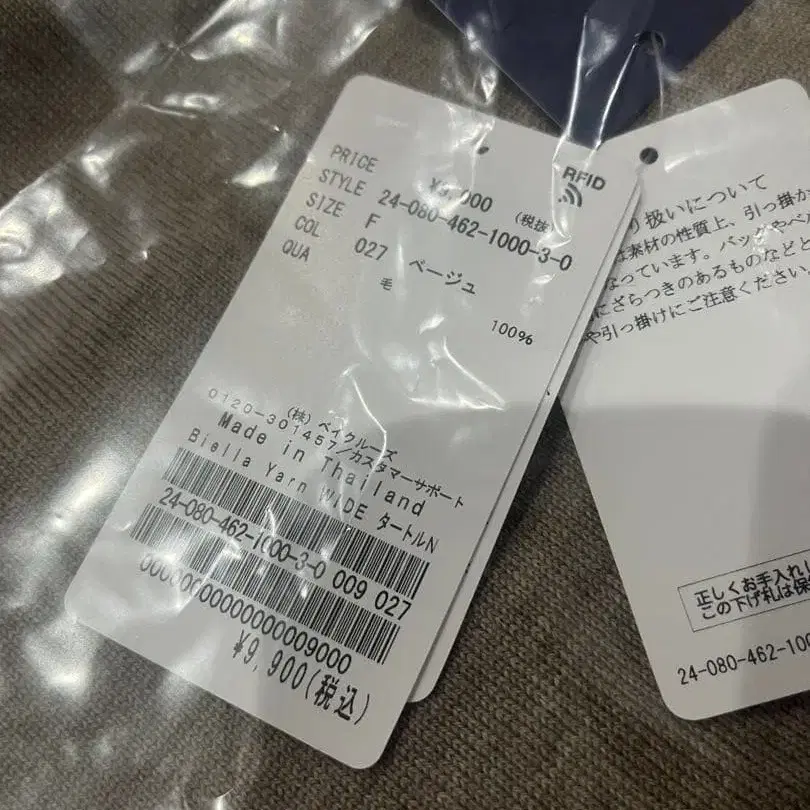 PRICE ¥9,000 (税抜)
STYLE 24-080-462-1000-3-0
SIZE F
COL 027 ベージュ
QUA 毛 100%
RFID
(株) ベイクルーズ
0120-301457/カスタマーサポート
Made in Thailand
Biella Yarn WIDE タートルN
24-080-462-1000-3-0 009 027
0000000000000009000
¥9,900(税込)
り扱いについて
は素材の性質上、引っ掛か
なっています。バッグやベル
にざらつきのあるものなどと
や引っ掛けにご注意ください
正しくお手入れし
この下げ札は保
24-080-462-100